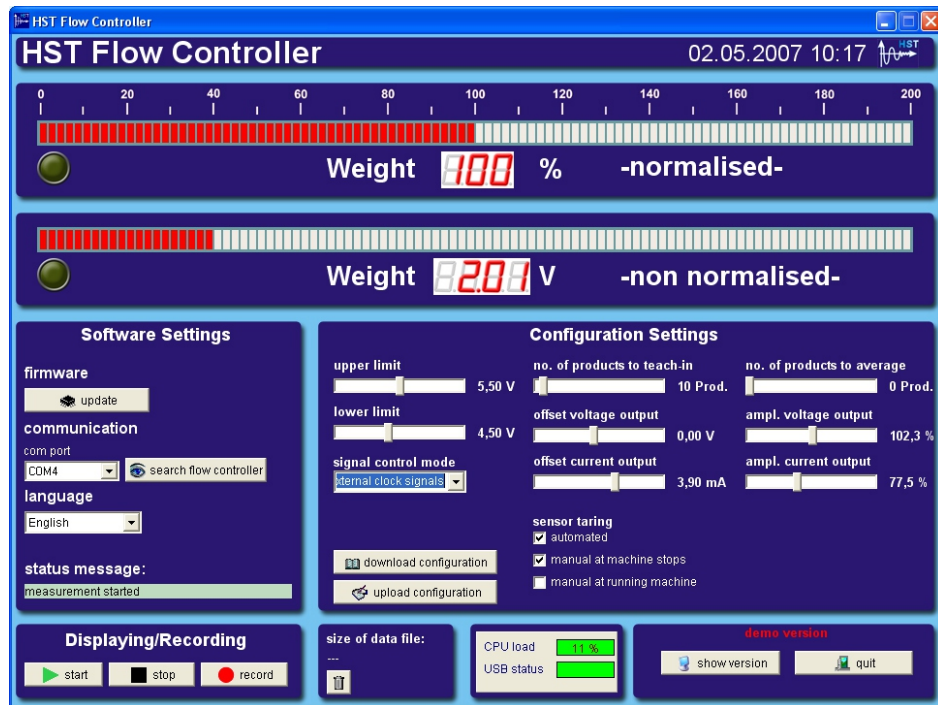 HST Flow Controller
HST Flow Controller 02.05.2007 10:17 HST
0 20 40 60 80 100 120 140 160 180 200
Weight 100 % -normalised-
Weight 2.01 V -non normalised-
Software Settings
firmware
update
communication
com port
COM4 search flow controller
language
English
status message:
measurement started
Configuration Settings
upper limit
5,50 V
lower limit
4,50 V
signal control mode
xternal clock signals
download configuration
upload configuration
no. of products to teach-in
10 Prod.
offset voltage output
0,00 V
offset current output
3,90 mA
sensor taring
automated
manual at machine stops
manual at running machine
no. of products to average
0 Prod.
ampl. voltage output
102,3 %
ampl. current output
77,5 %
Displaying/Recording
start stop record
size of data file:
---
CPU load 11 %
USB status
demo version
show version quit